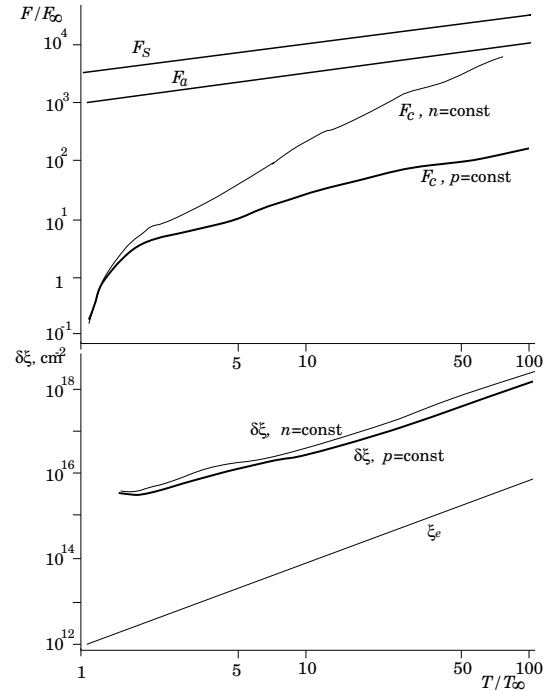 F/F∞
10^4
F_S
F_a
10^3
F_c , n=const
10^2
F_c , p=const
10^1
1
10^-1
5 10 50 100
δξ, cm^2
10^18
δξ, n=const
δξ, p=const
10^16
10^14
ξ_e
10^12
1 5 10 50 100
T/T∞